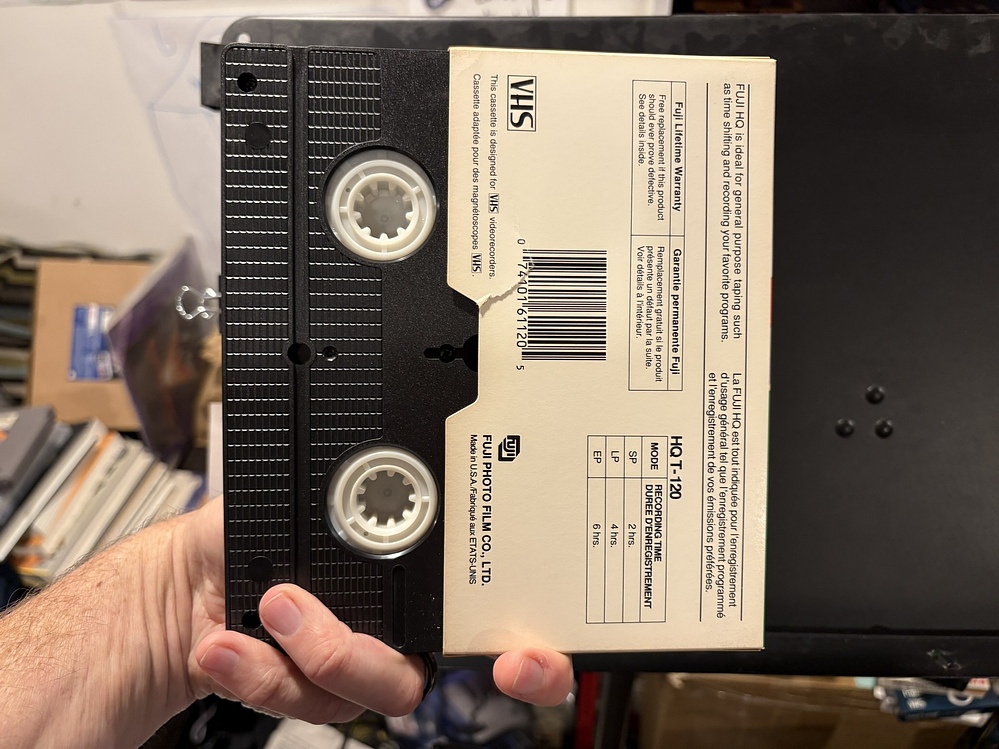 FUJI HQ is ideal for general purpose taping such
as time shifting and recording your favorite programs.
La FUJI HQ est tout indiquée pour l'enregistrement
d'usage général tel que l'enregistrement programmé
et l'enregistrement de vos émissions préférées.
Fuji Lifetime Warranty
Free replacement if this product
should ever prove defective.
See details inside.
Garantie permanente Fuji
Remplacement gratuit si le produit
présente un défaut par la suite.
Voir détails à l'intérieur.
HQ T-120
MODE
RECORDING TIME
DURÉE D'ENREGISTREMENT
SP 2 hrs.
LP 4 hrs.
EP 6 hrs.
VHS
This cassette is designed for VHS videorecorders.
Cassette adaptée pour des magnétoscopes VHS.
0 74101 61120 5
FUJI
FUJI PHOTO FILM CO., LTD.
Made in U.S.A./Fabriqué aux ETATS-UNIS